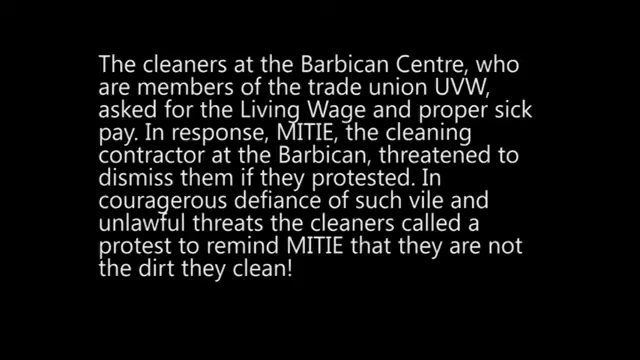 The cleaners at the Barbican Centre, who
are members of the trade union UVW,
asked for the Living Wage and proper sick
pay. In response, MITIE, the cleaning
contractor at the Barbican, threatened to
dismiss them if they protested. In
couragerous defiance of such vile and
unlawful threats the cleaners called a
protest to remind MITIE that they are not
the dirt they clean!